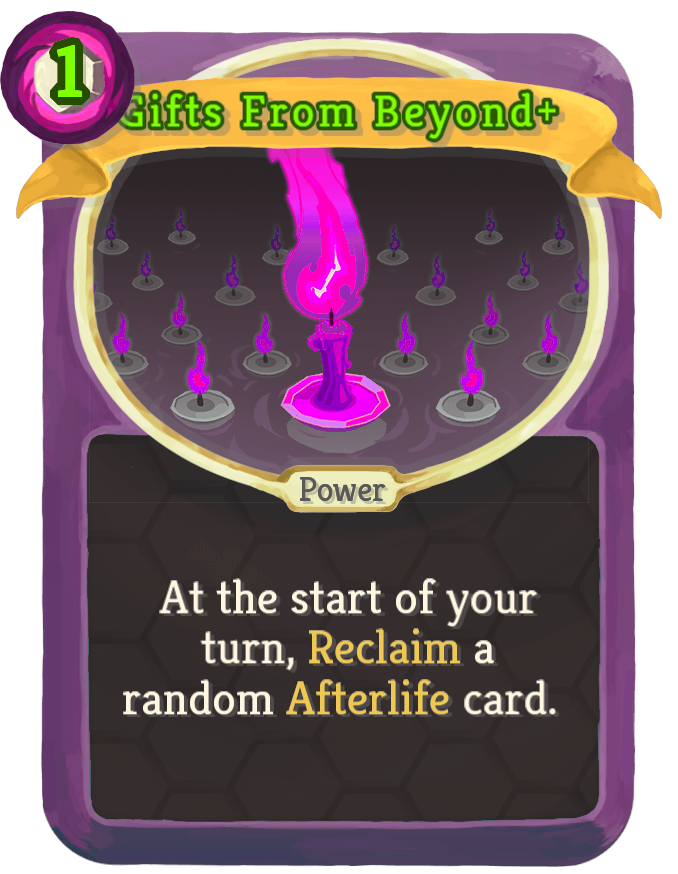 1
Gifts From Beyond+
Power
At the start of your
turn, Reclaim a
random Afterlife card.